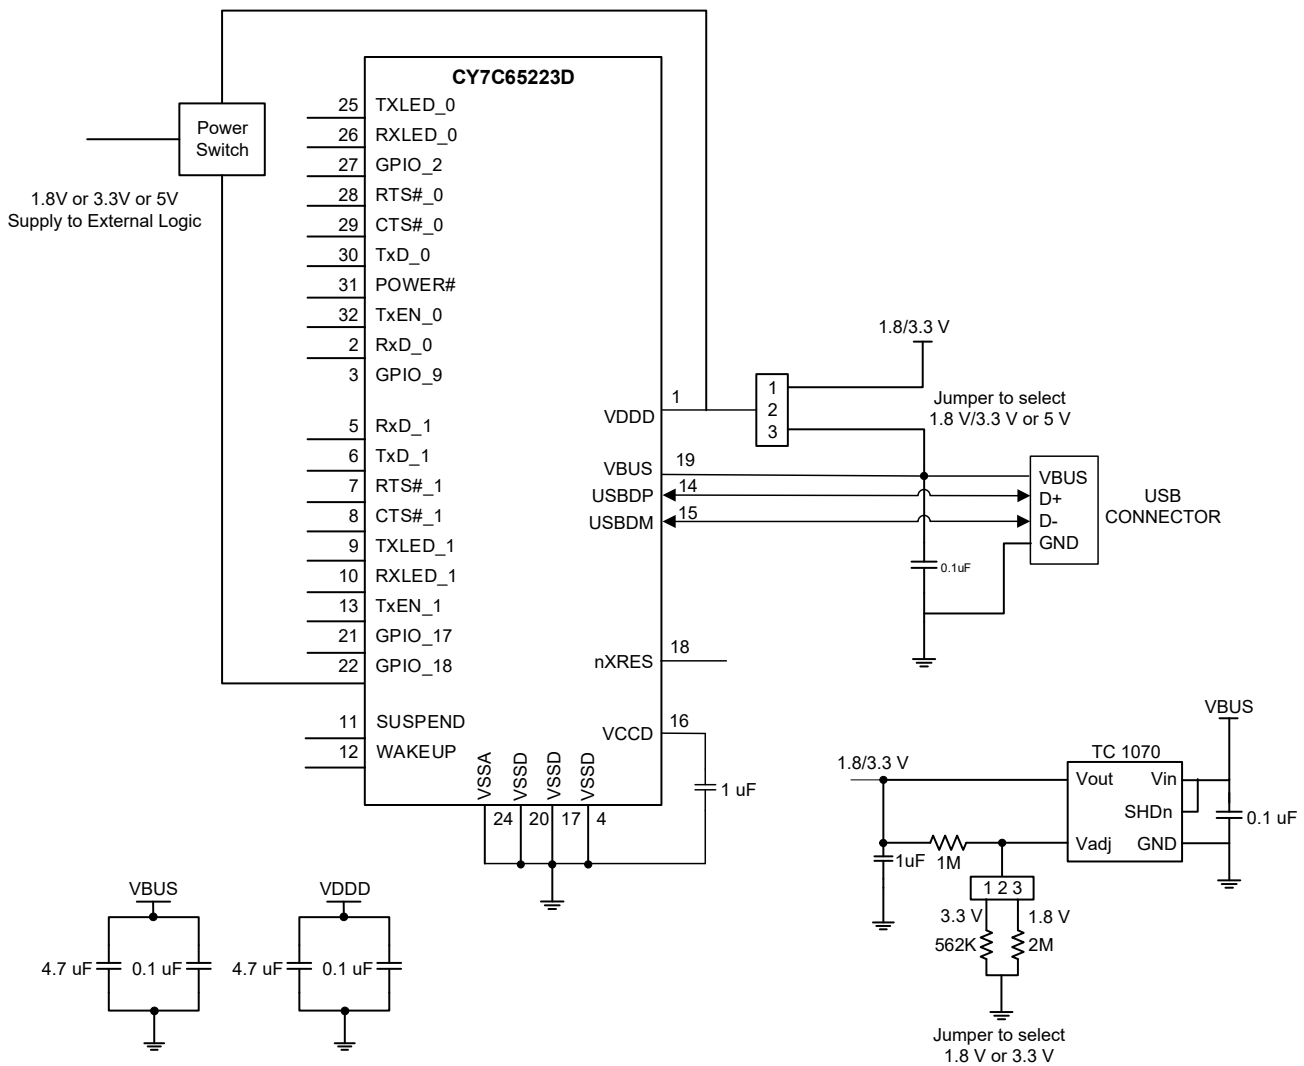 CY7C65223D
25 TXLED_0
26 RXLED_0
27 GPIO_2
28 RTS#_0
29 CTS#_0
30 TxD_0
31 POWER#
32 TxEN_0
2 RxD_0
3 GPIO_9
5 RxD_1
6 TxD_1
7 RTS#_1
8 CTS#_1
9 TXLED_1
10 RXLED_1
13 TxEN_1
21 GPIO_17
22 GPIO_18
11 SUSPEND
12 WAKEUP
Power
Switch
1.8V or 3.3V or 5V
Supply to External Logic
VDDD 1
VBUS 19
USBDP 14
USBDM 15
nXRES 18
VCCD 16
1 uF
VSSA
VSSD
VSSD
VSSD
24 20 17 4
1.8/3.3 V
1
2
3
Jumper to select
1.8 V/3.3 V or 5 V
VBUS
D+
D-
GND
USB
CONNECTOR
0.1uF
VBUS
TC 1070
1.8/3.3 V
Vout Vin
SHDn
Vadj GND
0.1 uF
1uF
1M
1 2 3
3.3 V 1.8 V
562K 2M
Jumper to select
1.8 V or 3.3 V
VBUS
4.7 uF 0.1 uF
VDDD
4.7 uF 0.1 uF